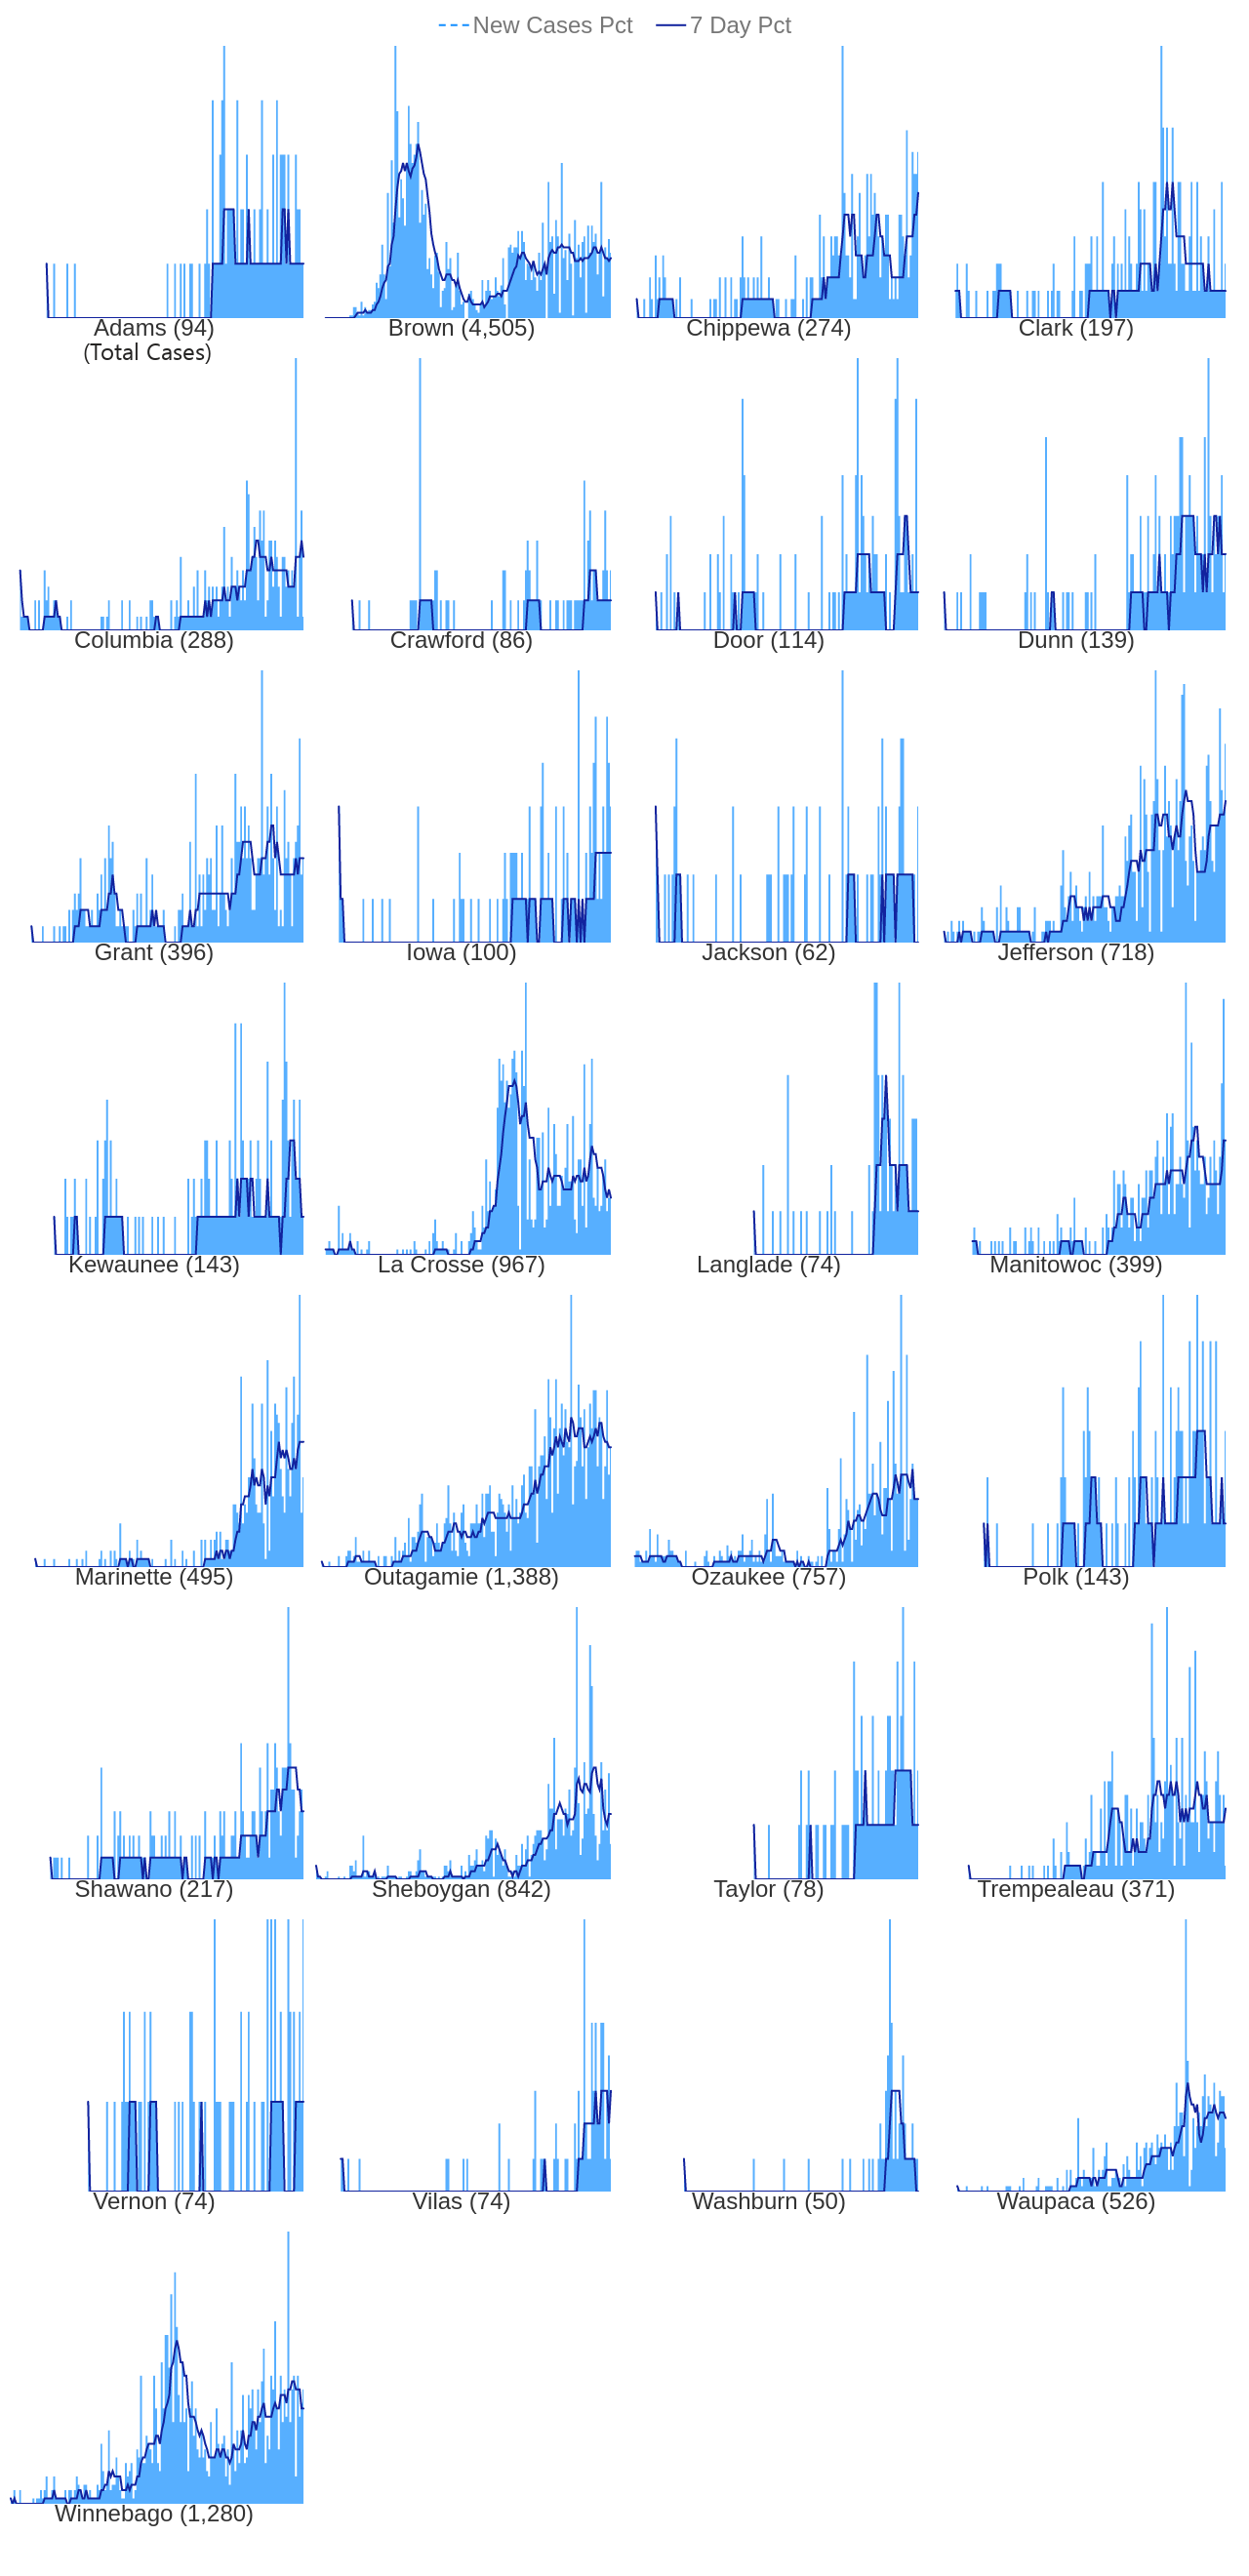 New Cases Pct 7 Day Pct
Adams (94) Brown (4,505) Chippewa (274) Clark (197)
(Total Cases)
Columbia (288) Crawford (86) Door (114) Dunn (139)
Grant (396) Iowa (100) Jackson (62) Jefferson (718)
Kewaunee (143) La Crosse (967) Langlade (74) Manitowoc (399)
Marinette (495) Outagamie (1,388) Ozaukee (757) Polk (143)
Shawano (217) Sheboygan (842) Taylor (78) Trempealeau (371)
Vernon (74) Vilas (74) Washburn (50) Waupaca (526)
Winnebago (1,280)